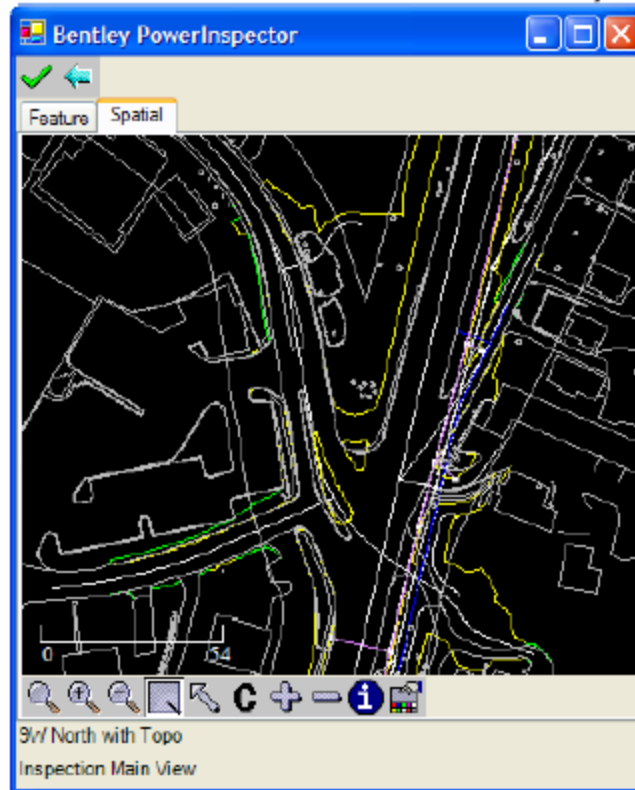 Bentley PowerInspector
Feature Spatial
0 .54
C
9W North with Topo
Inspection Main View